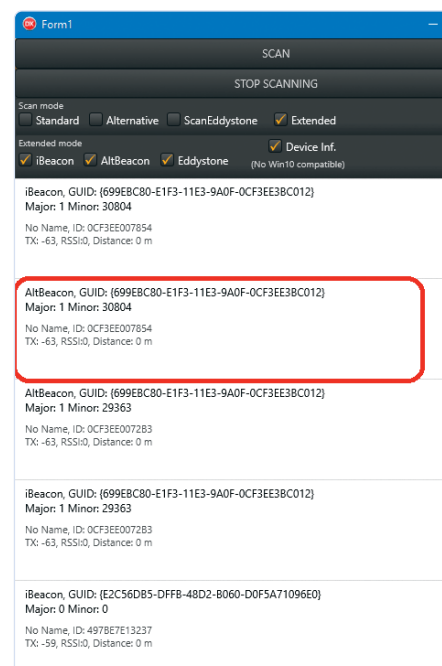 DX Form1
SCAN
STOP SCANNING
Scan mode
Standard Alternative ScanEddystone Extended
Extended mode
iBeacon AltBeacon Eddystone Device Inf.
(No Win10 compatible)
iBeacon, GUID: {699EBC80-E1F3-11E3-9A0F-0CF3EE3BC012}
Major: 1 Minor: 30804
No Name, ID: 0CF3EE007854
TX: -63, RSSI:0, Distance: 0 m
AltBeacon, GUID: {699EBC80-E1F3-11E3-9A0F-0CF3EE3BC012}
Major: 1 Minor: 30804
No Name, ID: 0CF3EE007854
TX: -63, RSSI:0, Distance: 0 m
AltBeacon, GUID: {699EBC80-E1F3-11E3-9A0F-0CF3EE3BC012}
Major: 1 Minor: 29363
No Name, ID: 0CF3EE0072B3
TX: -63, RSSI:0, Distance: 0 m
iBeacon, GUID: {699EBC80-E1F3-11E3-9A0F-0CF3EE3BC012}
Major: 1 Minor: 29363
No Name, ID: 0CF3EE0072B3
TX: -63, RSSI:0, Distance: 0 m
iBeacon, GUID: {E2C56DB5-DFFB-48D2-B060-D0F5A71096E0}
Major: 0 Minor: 0
No Name, ID: 497BE7E13237
TX: -59, RSSI:0, Distance: 0 m